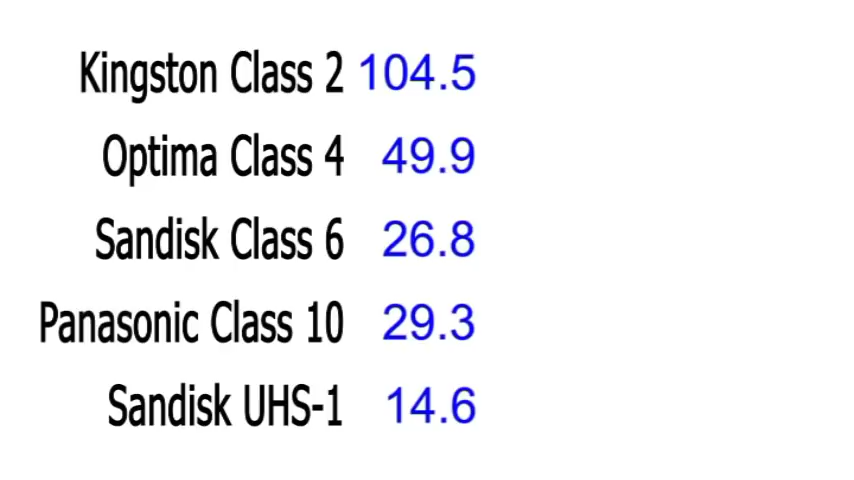 Kingston Class 2 104.5
Optima Class 4 49.9
Sandisk Class 6 26.8
Panasonic Class 10 29.3
Sandisk UHS-1 14.6